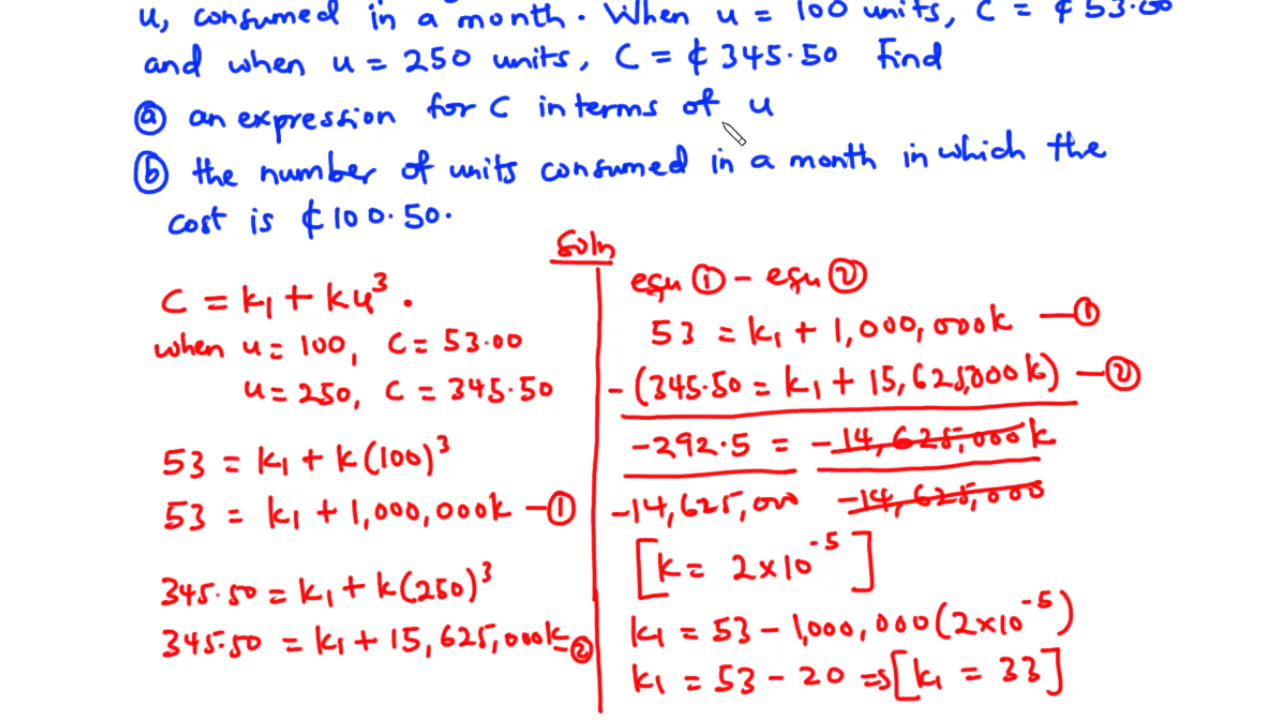 u, consumed in a month. When u = 100 units, C = ₵53.00
and when u = 250 units, C = ₵345.50 Find
ⓐ an expression for C in terms of u
ⓑ the number of units consumed in a month in which the
cost is ₵100.50.
Soln
C = k₁ + ku³.
when u = 100, C = 53.00
u = 250, C = 345.50
53 = k₁ + k(100)³
53 = k₁ + 1,000,000k —①
345.50 = k₁ + k(250)³
345.50 = k₁ + 15,625,000k —②
eqn ① - eqn ②
53 = k₁ + 1,000,000k —①
-(345.50 = k₁ + 15,625,000k) —②
-292.5 = -14,625,000k
-14,625,000 -14,625,000
[k = 2×10⁻⁵]
k₁ = 53 - 1,000,000(2×10⁻⁵)
k₁ = 53 - 20 ⇒ [k₁ = 33]